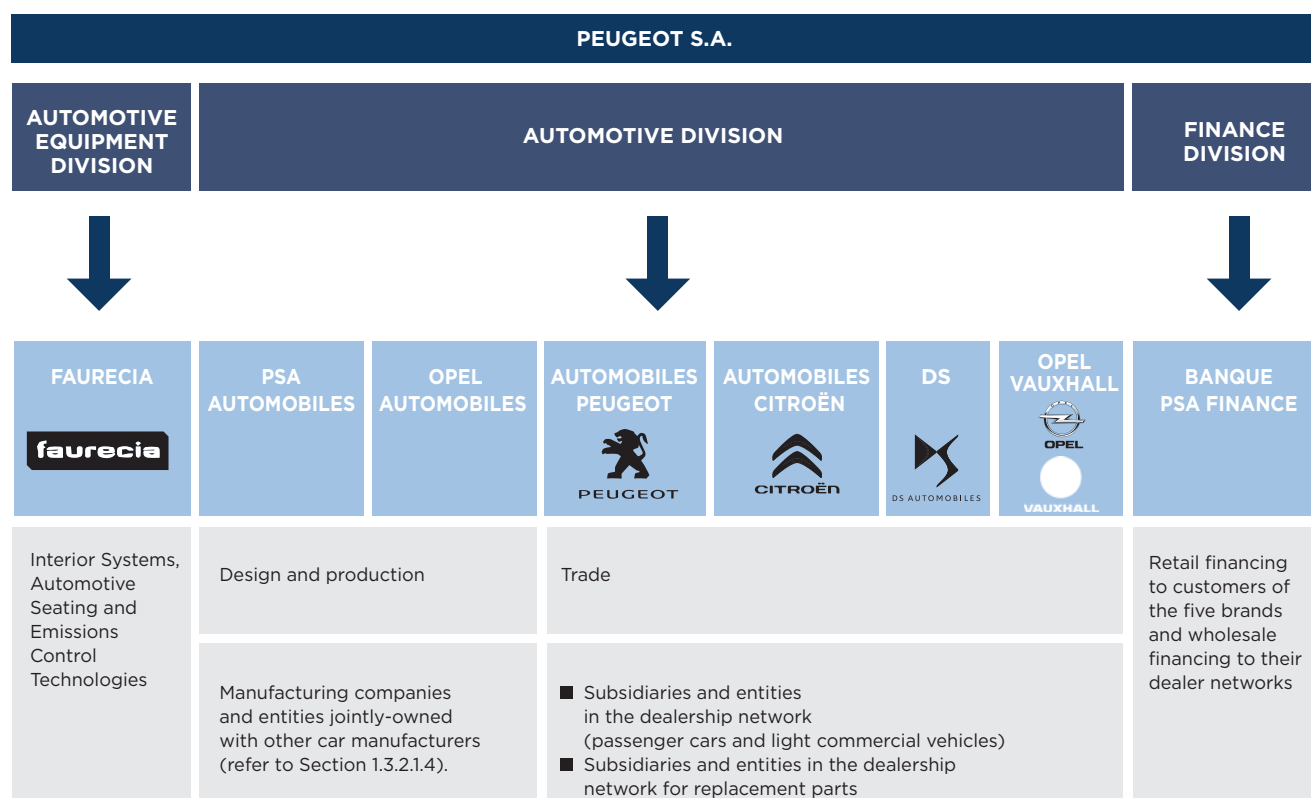 PEUGEOT S.A.
AUTOMOTIVE
EQUIPMENT
DIVISION
AUTOMOTIVE DIVISION
FINANCE
DIVISION
FAURECIA
faurecia
PSA
AUTOMOBILES
OPEL
AUTOMOBILES
AUTOMOBILES
PEUGEOT
PEUGEOT
AUTOMOBILES
CITROËN
CITROËN
DS
DS AUTOMOBILES
OPEL
VAUXHALL
OPEL
VAUXHALL
BANQUE
PSA FINANCE
Interior Systems,
Automotive
Seating and
Emissions
Control
Technologies
Design and production
Manufacturing companies
and entities jointly-owned
with other car manufacturers
(refer to Section 1.3.2.1.4).
Trade
■ Subsidiaries and entities
in the dealership network
(passenger cars and light commercial vehicles)
■ Subsidiaries and entities in the dealership
network for replacement parts
Retail financing
to customers of
the five brands
and wholesale
financing to their
dealer networks